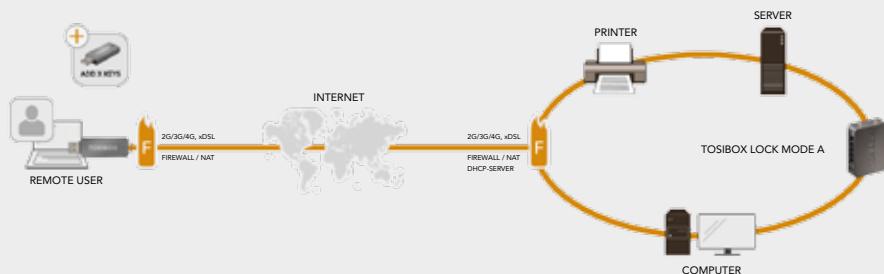 ADD X KEYS
TOSIBOX
REMOTE USER
F
2G/3G/4G, xDSL
FIREWALL / NAT
INTERNET
2G/3G/4G, xDSL
FIREWALL / NAT
DHCP-SERVER
F
PRINTER
SERVER
TOSIBOX LOCK MODE A
COMPUTER